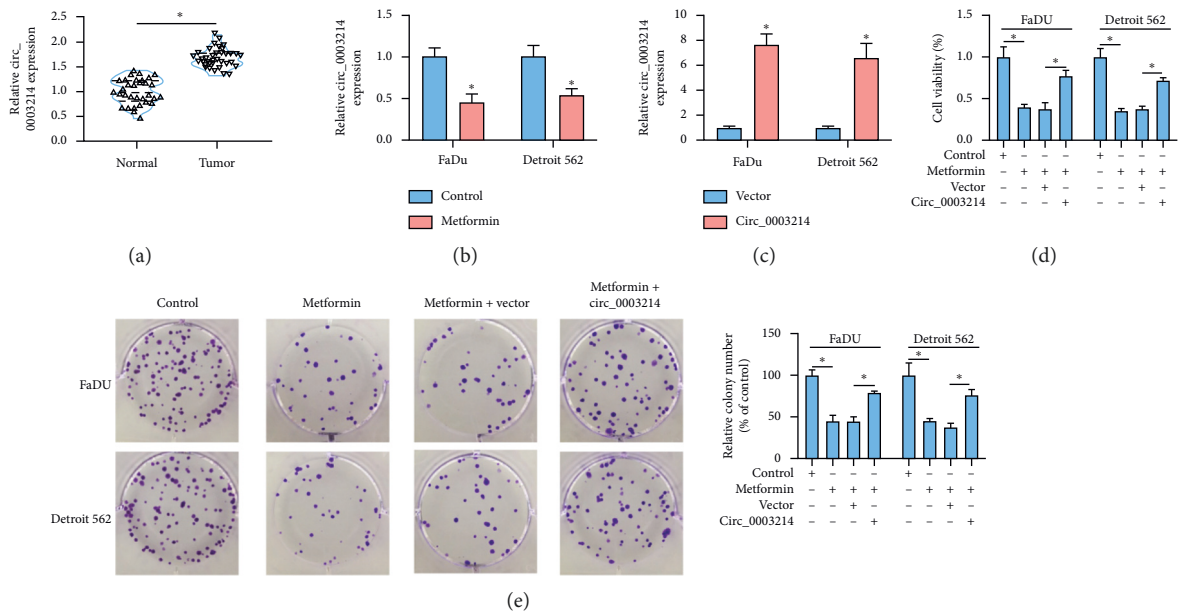 Relative circ_
0003214 expression
2.5
2.0
1.5
1.0
0.5
0.0
*
Normal
Tumor
(a)
Relative circ_0003214
expression
1.5
1.0
0.5
0.0
*
*
FaDu
Detroit 562
Control
Metformin
(b)
Relative circ_0003214
expression
10
8
6
4
2
0
*
*
FaDu
Detroit 562
Vector
Circ_0003214
(c)
Cell viability (%)
1.5
1.0
0.5
0.0
FaDU
Detroit 562
*
*
*
*
Control + – – – + – – –
Metformin – + + + – + + +
Vector – – + – – – + –
Circ_0003214 – – – + – – – +
(d)
Control
Metformin
Metformin + vector
Metformin +
circ_0003214
FaDU
Detroit 562
Relative colony number
(% of control)
150
100
50
0
FaDU
Detroit 562
*
*
*
*
Control + – – – + – – –
Metformin – + + + – + + +
Vector – – + – – – + –
Circ_0003214 – – – + – – – +
(e)